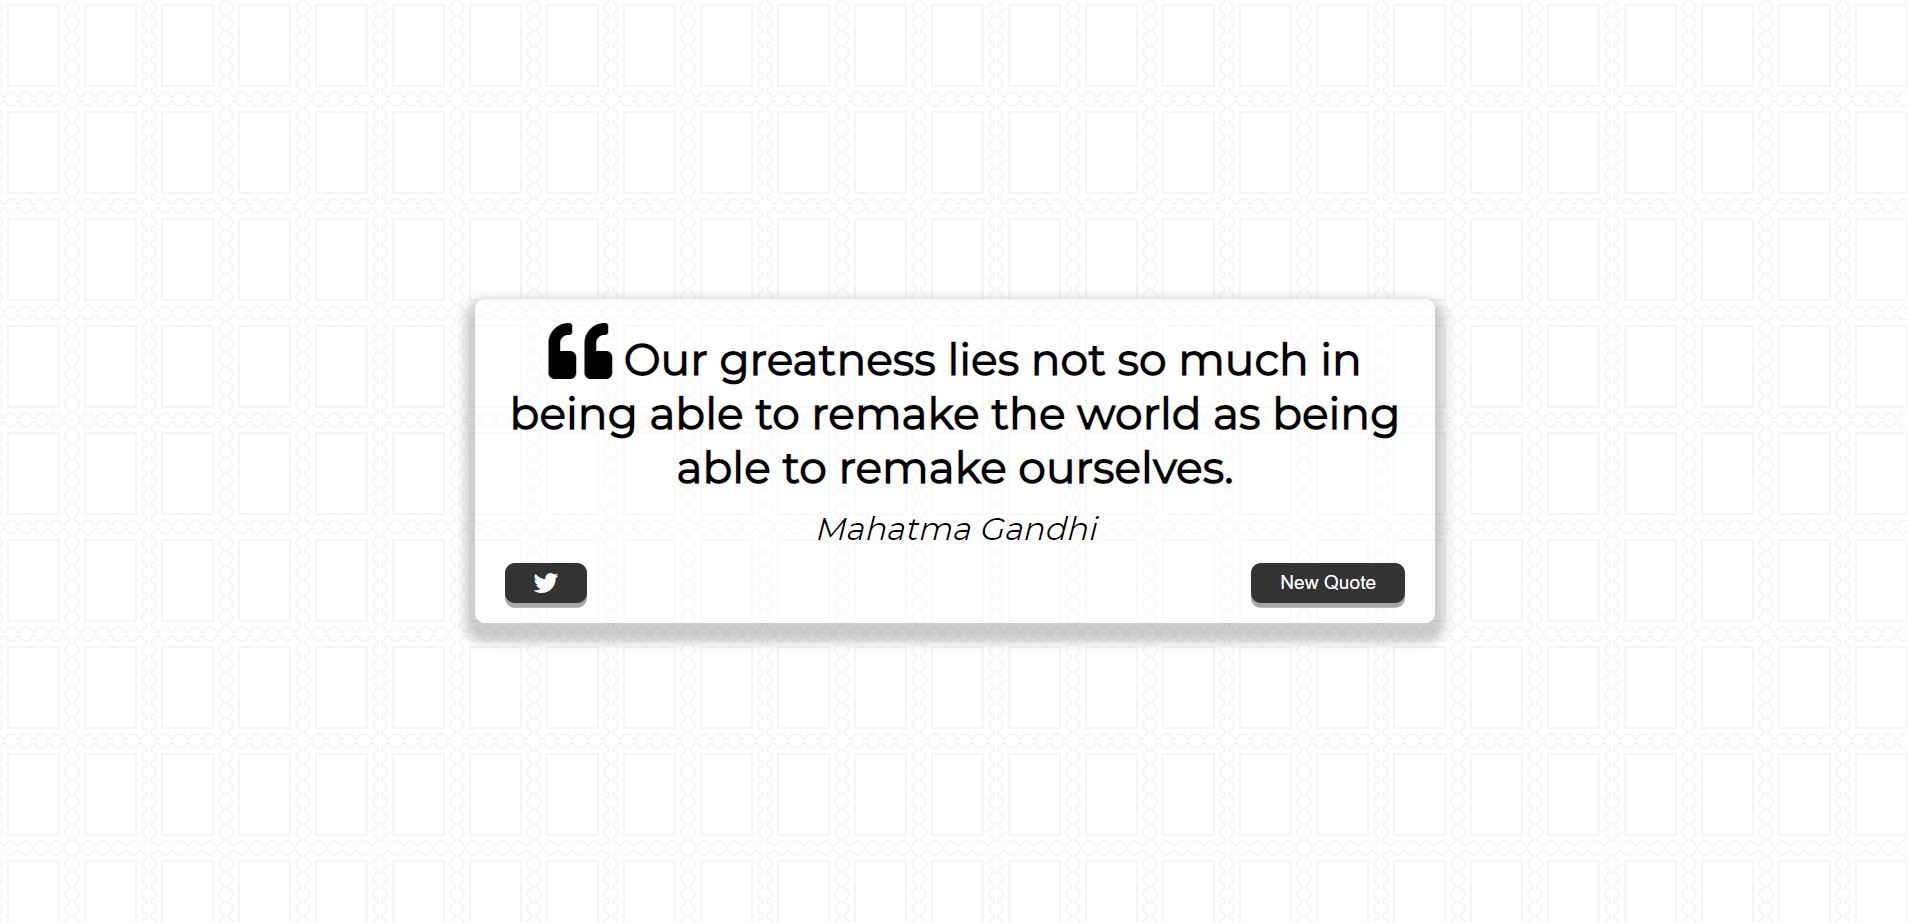 “ Our greatness lies not so much in
being able to remake the world as being
able to remake ourselves.
Mahatma Gandhi
New Quote